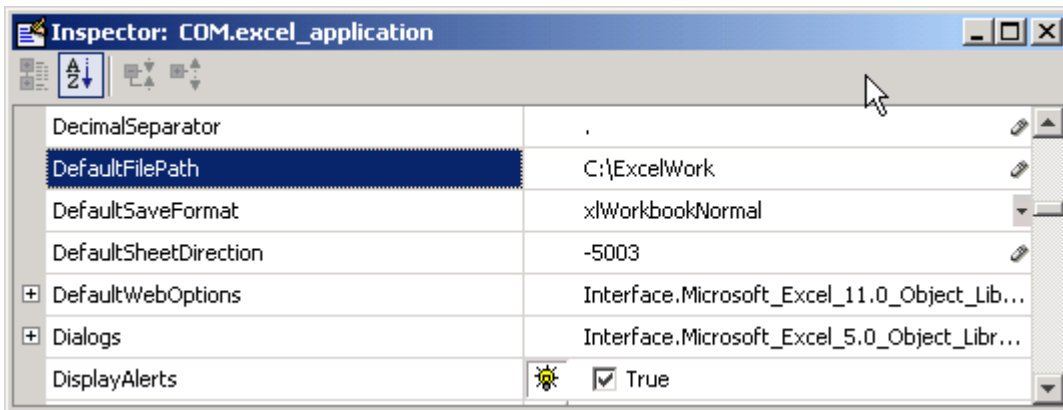 Inspector: COM.excel_application
DecimalSeparator .
DefaultFilePath C:\ExcelWork
DefaultSaveFormat xlWorkbookNormal
DefaultSheetDirection -5003
DefaultWebOptions Interface.Microsoft_Excel_11.0_Object_Lib...
Dialogs Interface.Microsoft_Excel_5.0_Object_Libr...
DisplayAlerts True